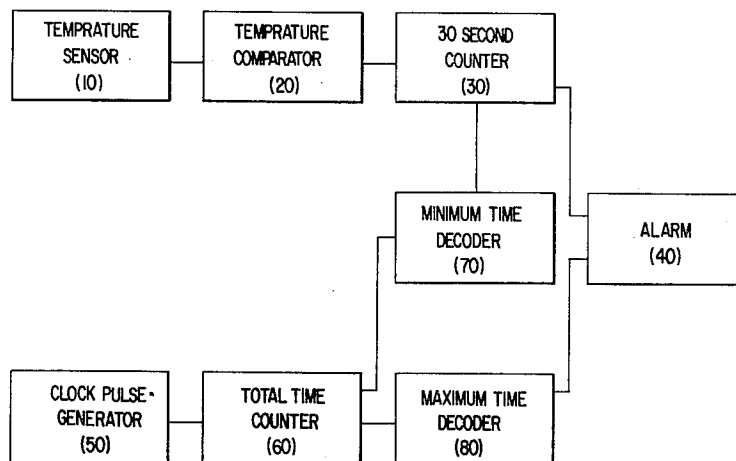 TEMPRATURE
SENSOR
(10)
TEMPRATURE
COMPARATOR
(20)
30 SECOND
COUNTER
(30)
MINIMUM TIME
DECODER
(70)
ALARM
(40)
CLOCK PULSE-
GENERATOR
(50)
TOTAL TIME
COUNTER
(60)
MAXIMUM TIME
DECODER
(80)